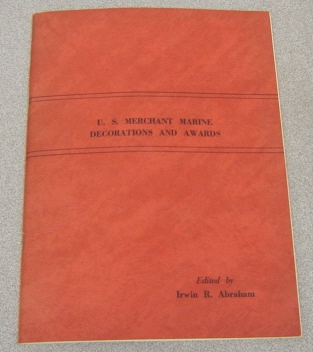 U. S. MERCHANT MARINE
DECORATIONS AND AWARDS
Edited by
Irwin R. Abraham